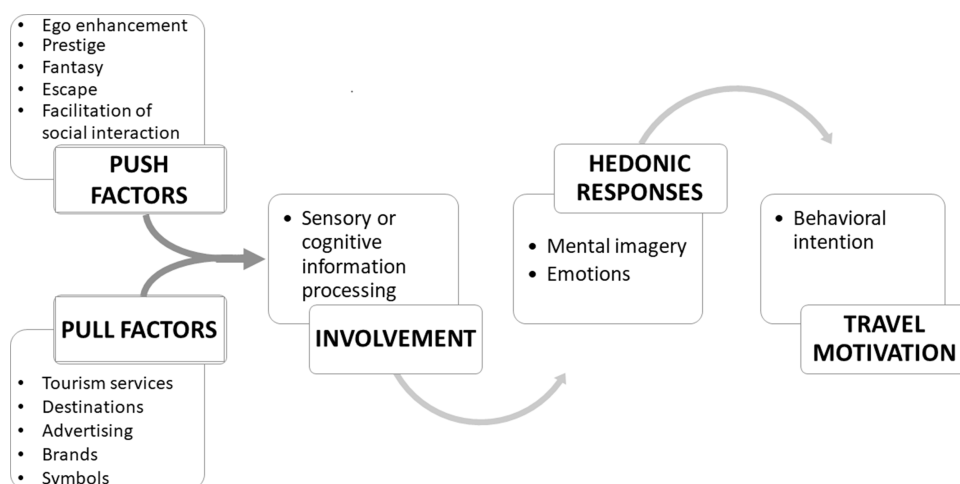 • Ego enhancement
• Prestige
• Fantasy
• Escape
• Facilitation of
social interaction
PUSH
FACTORS
PULL FACTORS
• Tourism services
• Destinations
• Advertising
• Brands
• Symbols
• Sensory or
cognitive
information
processing
INVOLVEMENT
HEDONIC
RESPONSES
• Mental imagery
• Emotions
• Behavioral
intention
TRAVEL
MOTIVATION